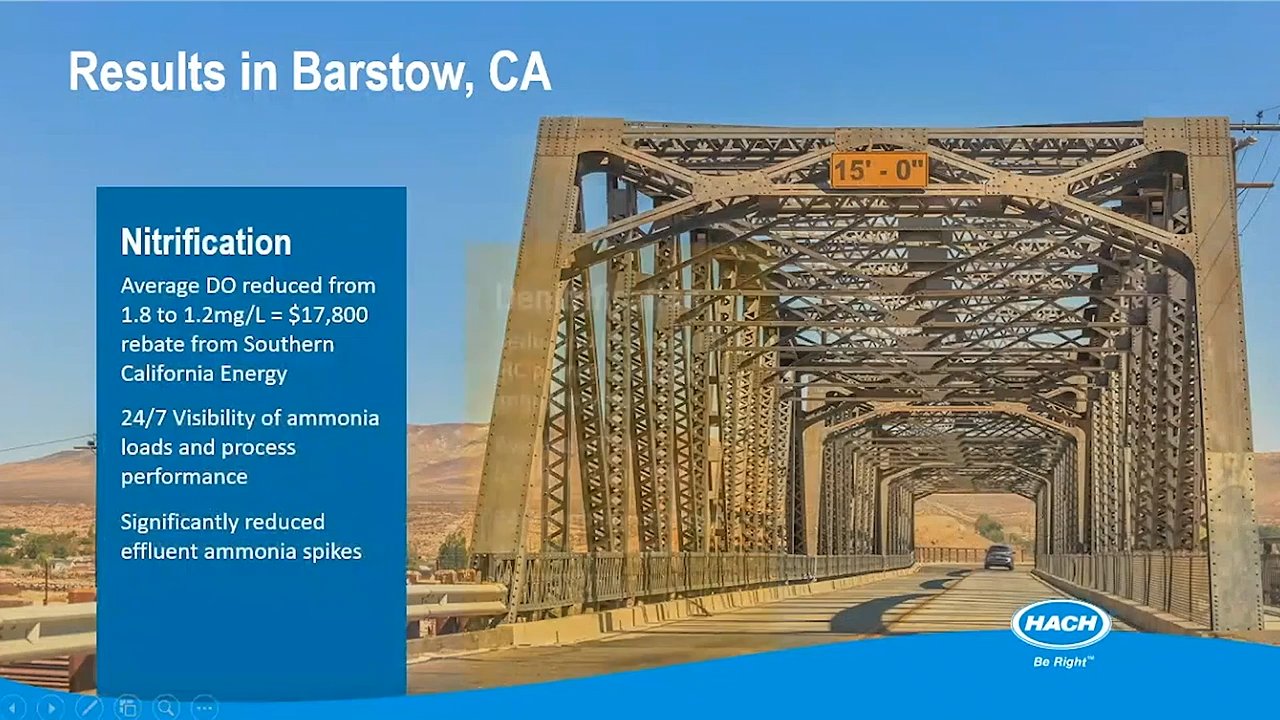 Results in Barstow, CA
15' - 0"
Nitrification
Average DO reduced from
1.8 to 1.2mg/L = $17,800
rebate from Southern
California Energy
24/7 Visibility of ammonia
loads and process
performance
Significantly reduced
effluent ammonia spikes
HACH
Be Right™